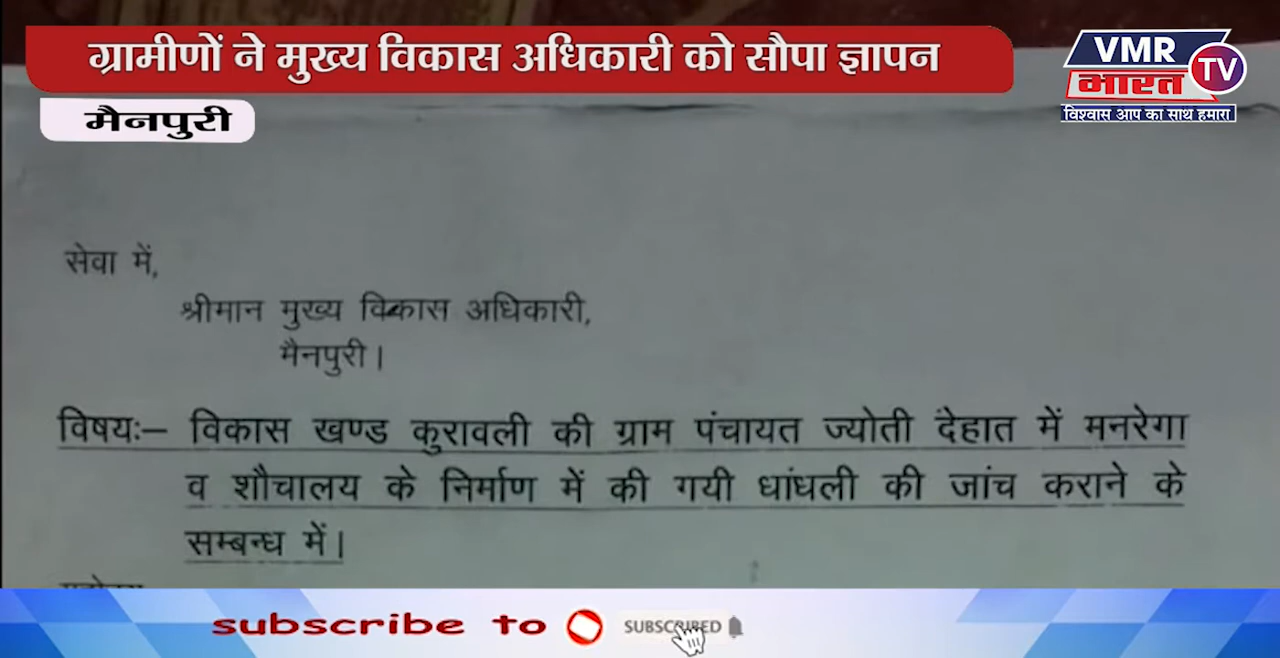 ग्रामीणों ने मुख्य विकास अधिकारी को सौपा ज्ञापन
VMR
भारत
TV
विश्वास आप का साथ हमारा
मैनपुरी
सेवा में,
श्रीमान मुख्य विकास अधिकारी,
मैनपुरी।
विषयः– विकास खण्ड कुरावली की ग्राम पंचायत ज्योती देहात में मनरेगा
व शौचालय के निर्माण में की गयी धांधली की जांच कराने के
सम्बन्ध में।
subscribe to
SUBSCRIBED